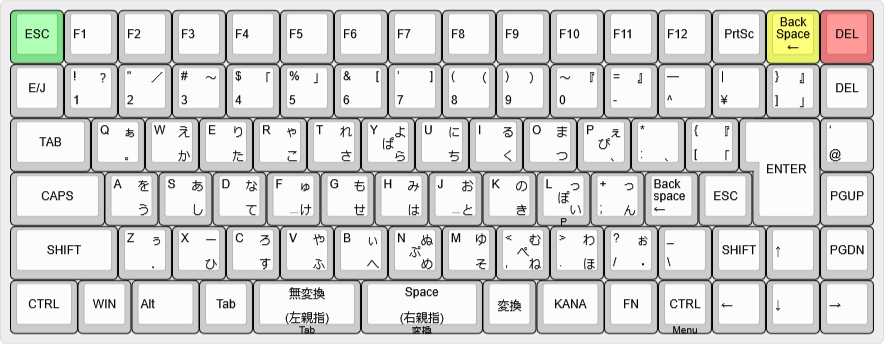 ESC F1 F2 F3 F4 F5 F6 F7 F8 F9 F10 F11 F12 PrtSc Back Space ← DEL
E/J ! ? 1 " ／ 2 # ～ 3 $ 「 4 % 」 5 & [ 6 ' ] 7 ( ( 8 ) ) 9 ～ 『 0 = 』 - ― ^ | ¥ } 』 ] 」 DEL
TAB Q ぁ 。 W え か E り た R ゃ こ T れ さ Y よ ぱ ら U に ち I る く O ま つ P ぇ ぴ 、 * : 、 { 『 [ 「 ENTER ‘ @
CAPS A を う S あ し D な て F ゅ _け G も せ H み は J お _と K の き L っ ぽ い P + っ ; ん Back space ← ESC PGUP
SHIFT Z ぅ . X ー ひ C ろ す V や ふ B ぃ へ N ぬ ぷ め M ゆ そ < む ぺ , ね > わ . ほ ? ぉ / ・ _ \ SHIFT ↑ PGDN
CTRL WIN Alt Tab 無変換 (左親指) Tab Space (右親指) 変換 変換 KANA FN CTRL Menu ← ↓ →